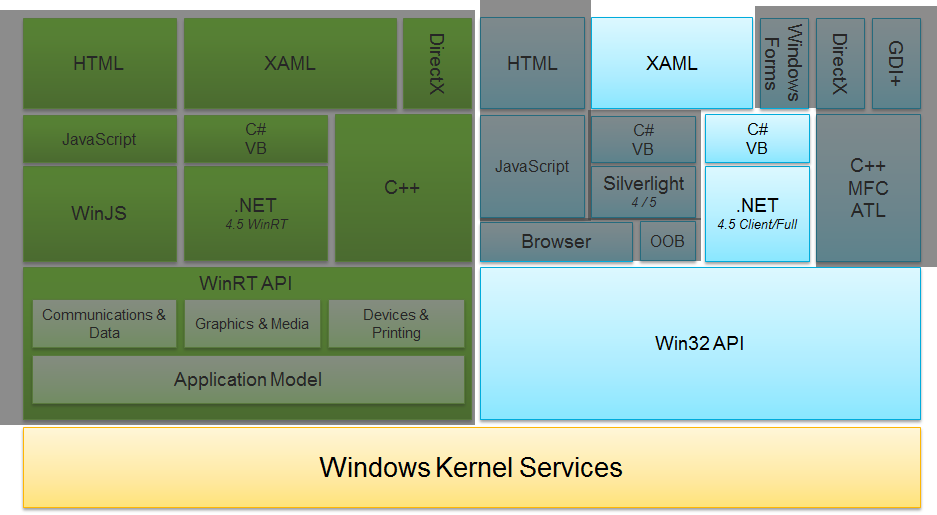 HTML
XAML
DirectX
HTML
XAML
Windows
Forms
DirectX
GDI+
JavaScript
C#
VB
C++
JavaScript
C#
VB
C#
VB
C++
MFC
ATL
WinJS
.NET
4.5 WinRT
Silverlight
4 / 5
.NET
4.5 Client/Full
Browser
OOB
WinRT API
Communications &
Data
Graphics & Media
Devices &
Printing
Application Model
Win32 API
Windows Kernel Services